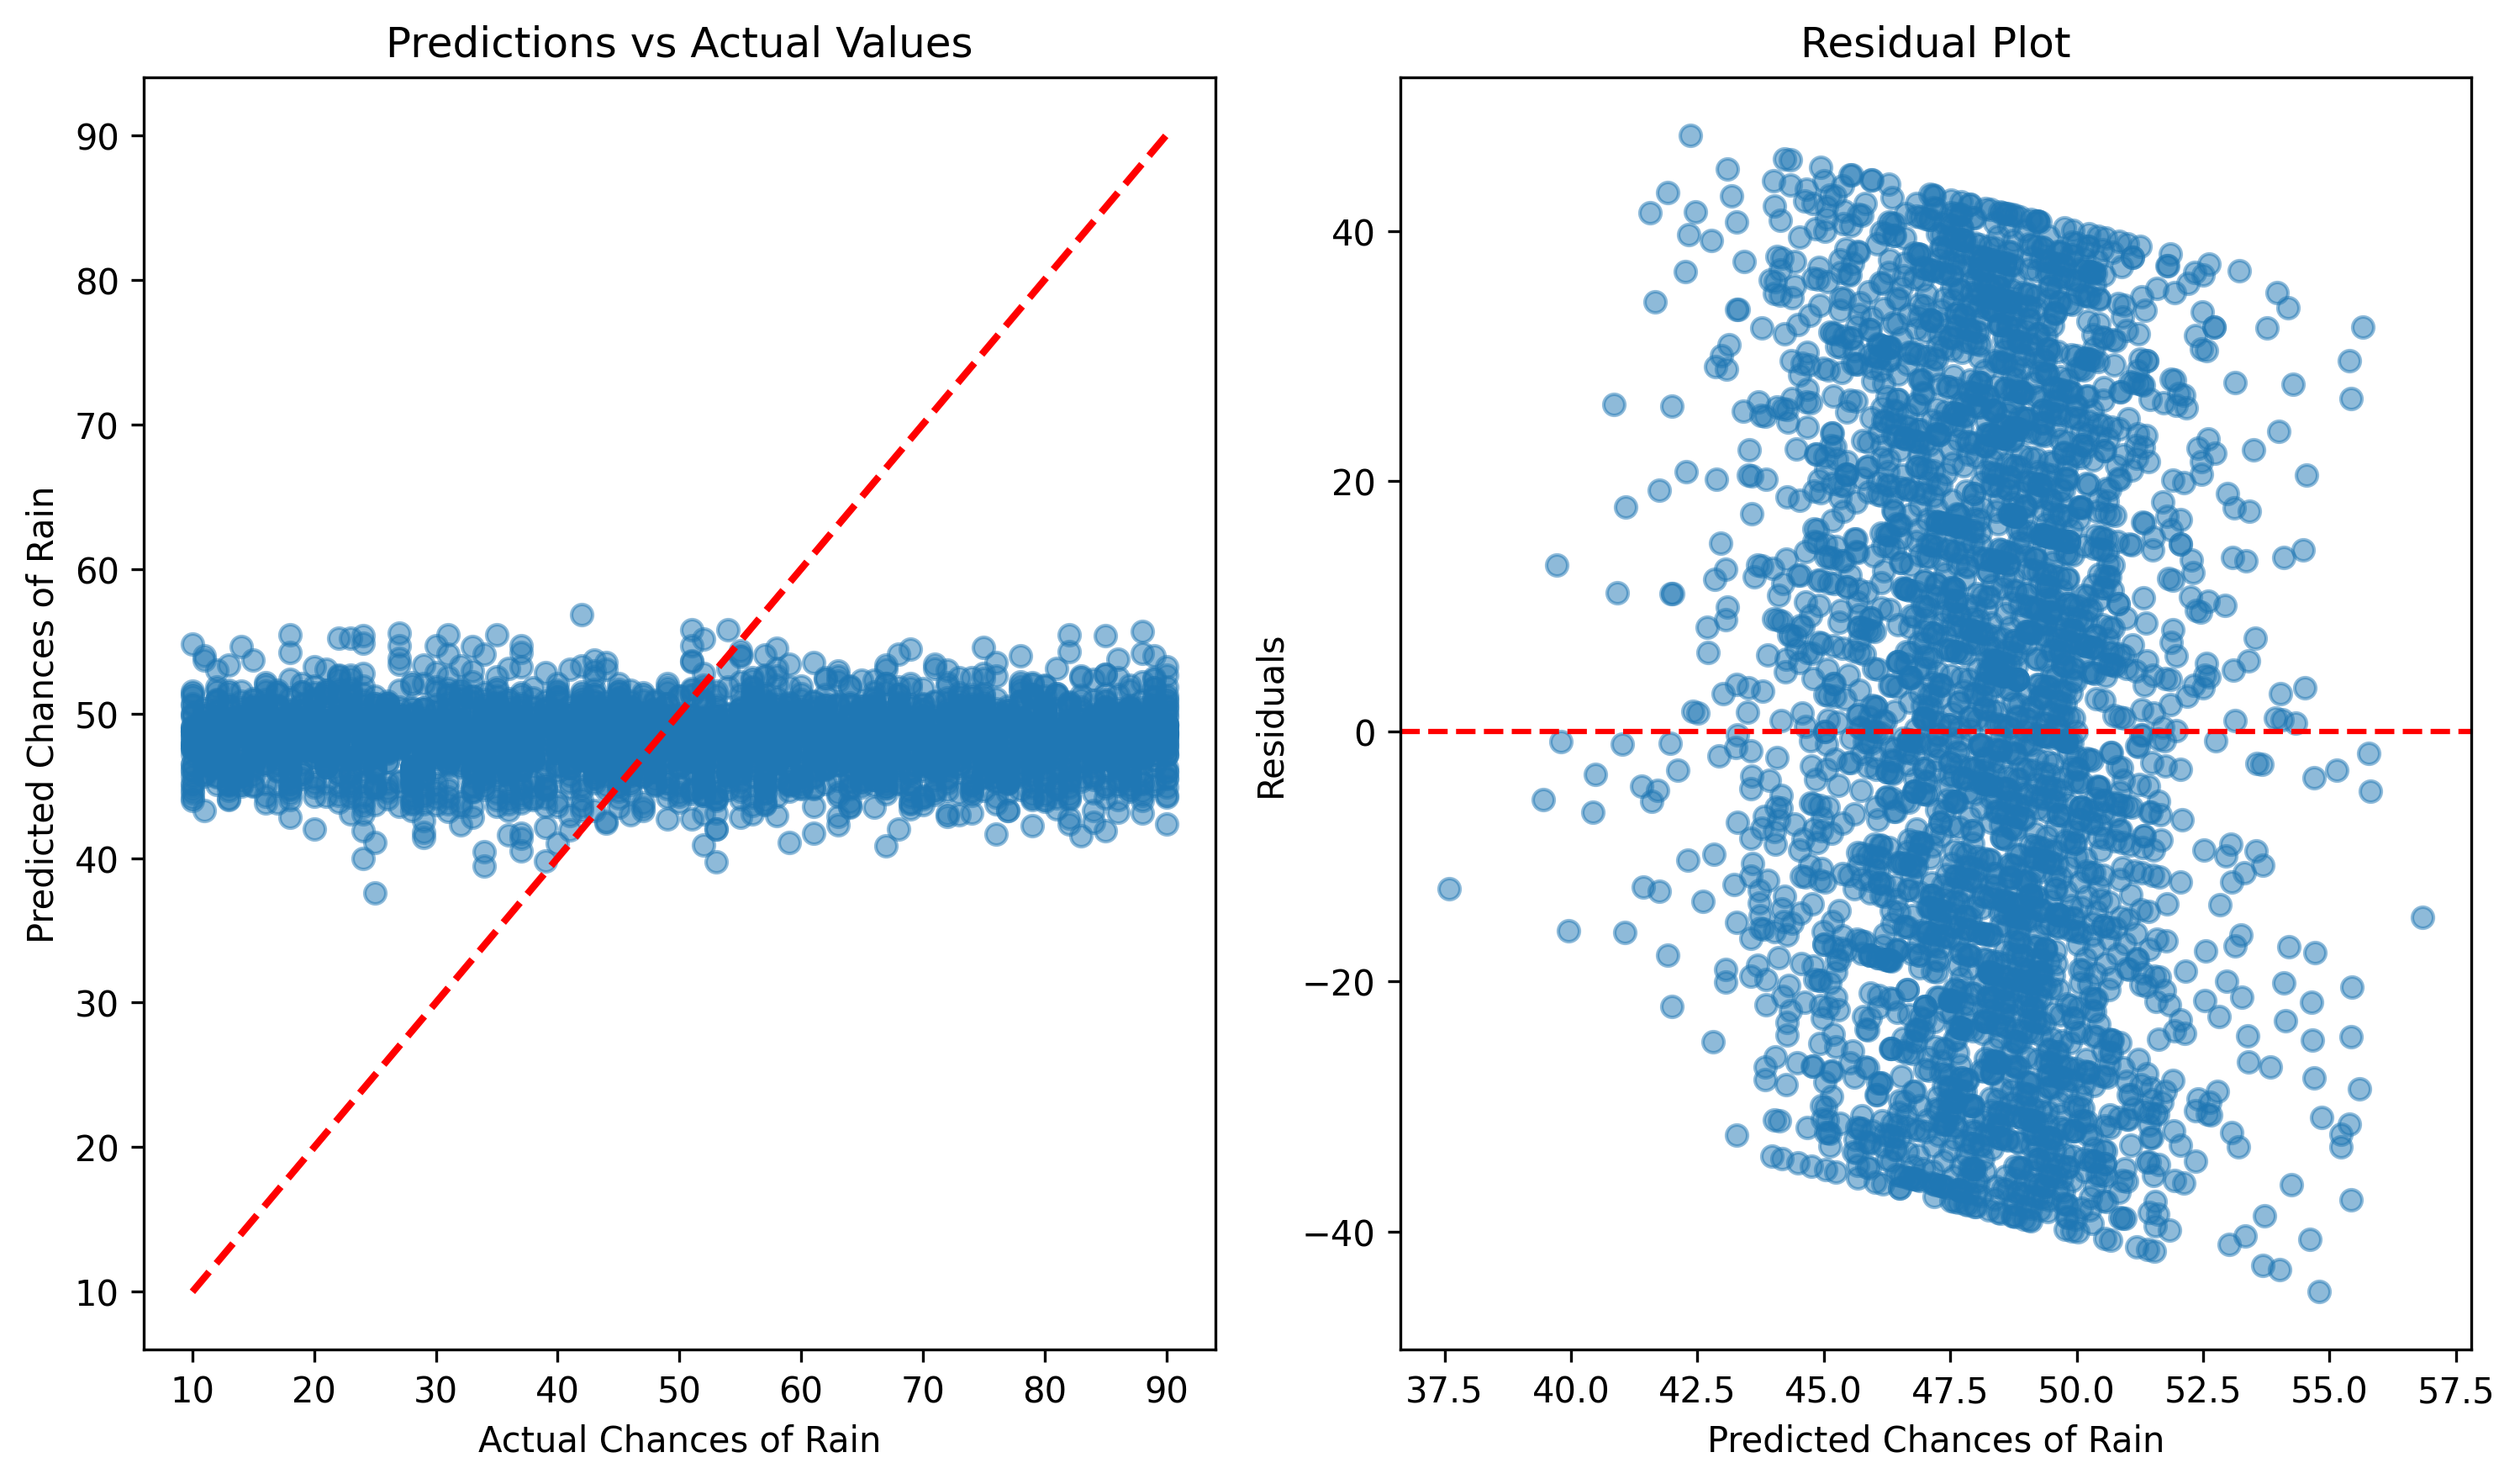 Predictions vs Actual Values
90
80
70
60
50
40
30
20
10
Predicted Chances of Rain
10 20 30 40 50 60 70 80 90
Actual Chances of Rain
Residual Plot
40
20
0
−20
−40
Residuals
37.5 40.0 42.5 45.0 47.5 50.0 52.5 55.0 57.5
Predicted Chances of Rain